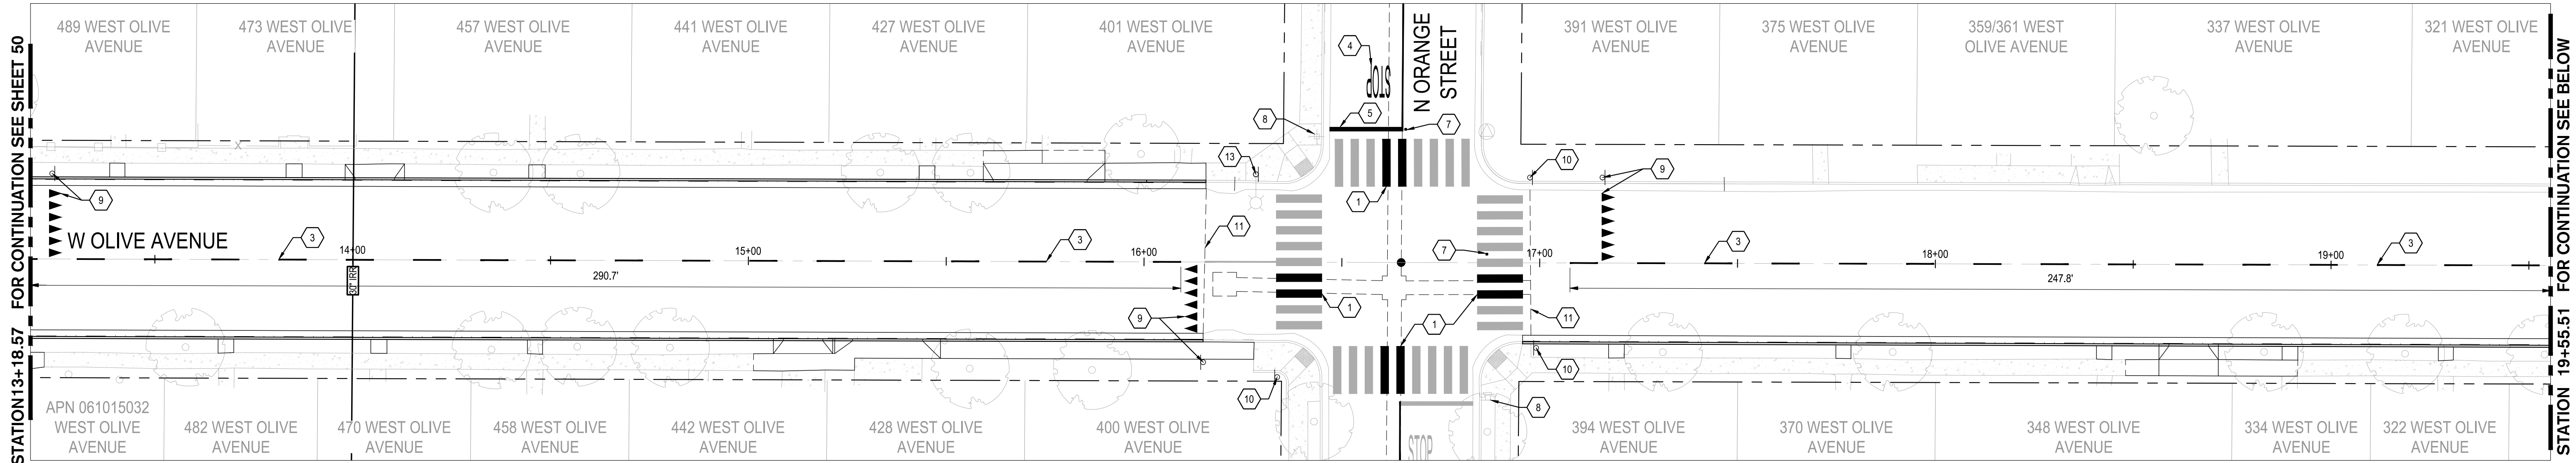 STATION113+18.57 FOR CONTINUATION SEE SHEET 50
489 WEST OLIVE
AVENUE
473 WEST OLIVE
AVENUE
457 WEST OLIVE
AVENUE
441 WEST OLIVE
AVENUE
427 WEST OLIVE
AVENUE
401 WEST OLIVE
AVENUE
4
STOP
N ORANGE
STREET
391 WEST OLIVE
AVENUE
375 WEST OLIVE
AVENUE
359/361 WEST
OLIVE AVENUE
337 WEST OLIVE
AVENUE
321 WEST OLIVE
AVENUE
8
5
7
13
10
9
9
1
W OLIVE AVENUE
3
14+00
15+00
3
16+00
11
7
17+00
3
18+00
19+00
3
30" IRR
290.7'
247.8'
9
1
1
11
10
10
8
APN 061015032
WEST OLIVE
AVENUE
482 WEST OLIVE
AVENUE
470 WEST OLIVE
AVENUE
458 WEST OLIVE
AVENUE
442 WEST OLIVE
AVENUE
428 WEST OLIVE
AVENUE
400 WEST OLIVE
AVENUE
STOP
394 WEST OLIVE
AVENUE
370 WEST OLIVE
AVENUE
348 WEST OLIVE
AVENUE
334 WEST OLIVE
AVENUE
322 WEST OLIVE
AVENUE
STATION 19+55.51 FOR CONTINUATION SEE BELOW